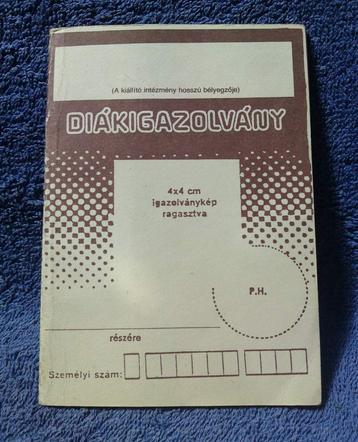 (A kiállító intézmény hosszú bélyegzője)
DIÁKIGAZOLVÁNY
4x4 cm
igazolványkép
ragasztva
P.H.
részére
Személyi szám: